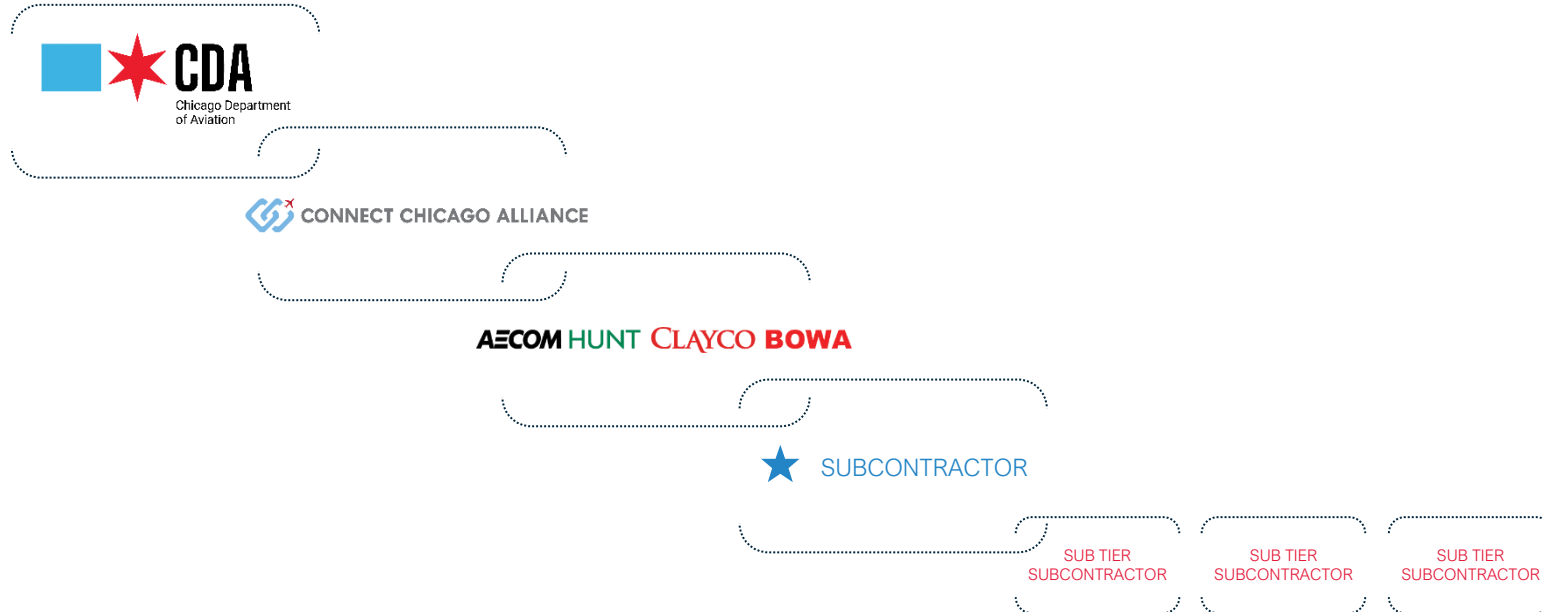 CDA
Chicago Department
of Aviation
CONNECT CHICAGO ALLIANCE
AECOM HUNT CLAYCO BOWA
SUBCONTRACTOR
SUB TIER
SUBCONTRACTOR
SUB TIER
SUBCONTRACTOR
SUB TIER
SUBCONTRACTOR